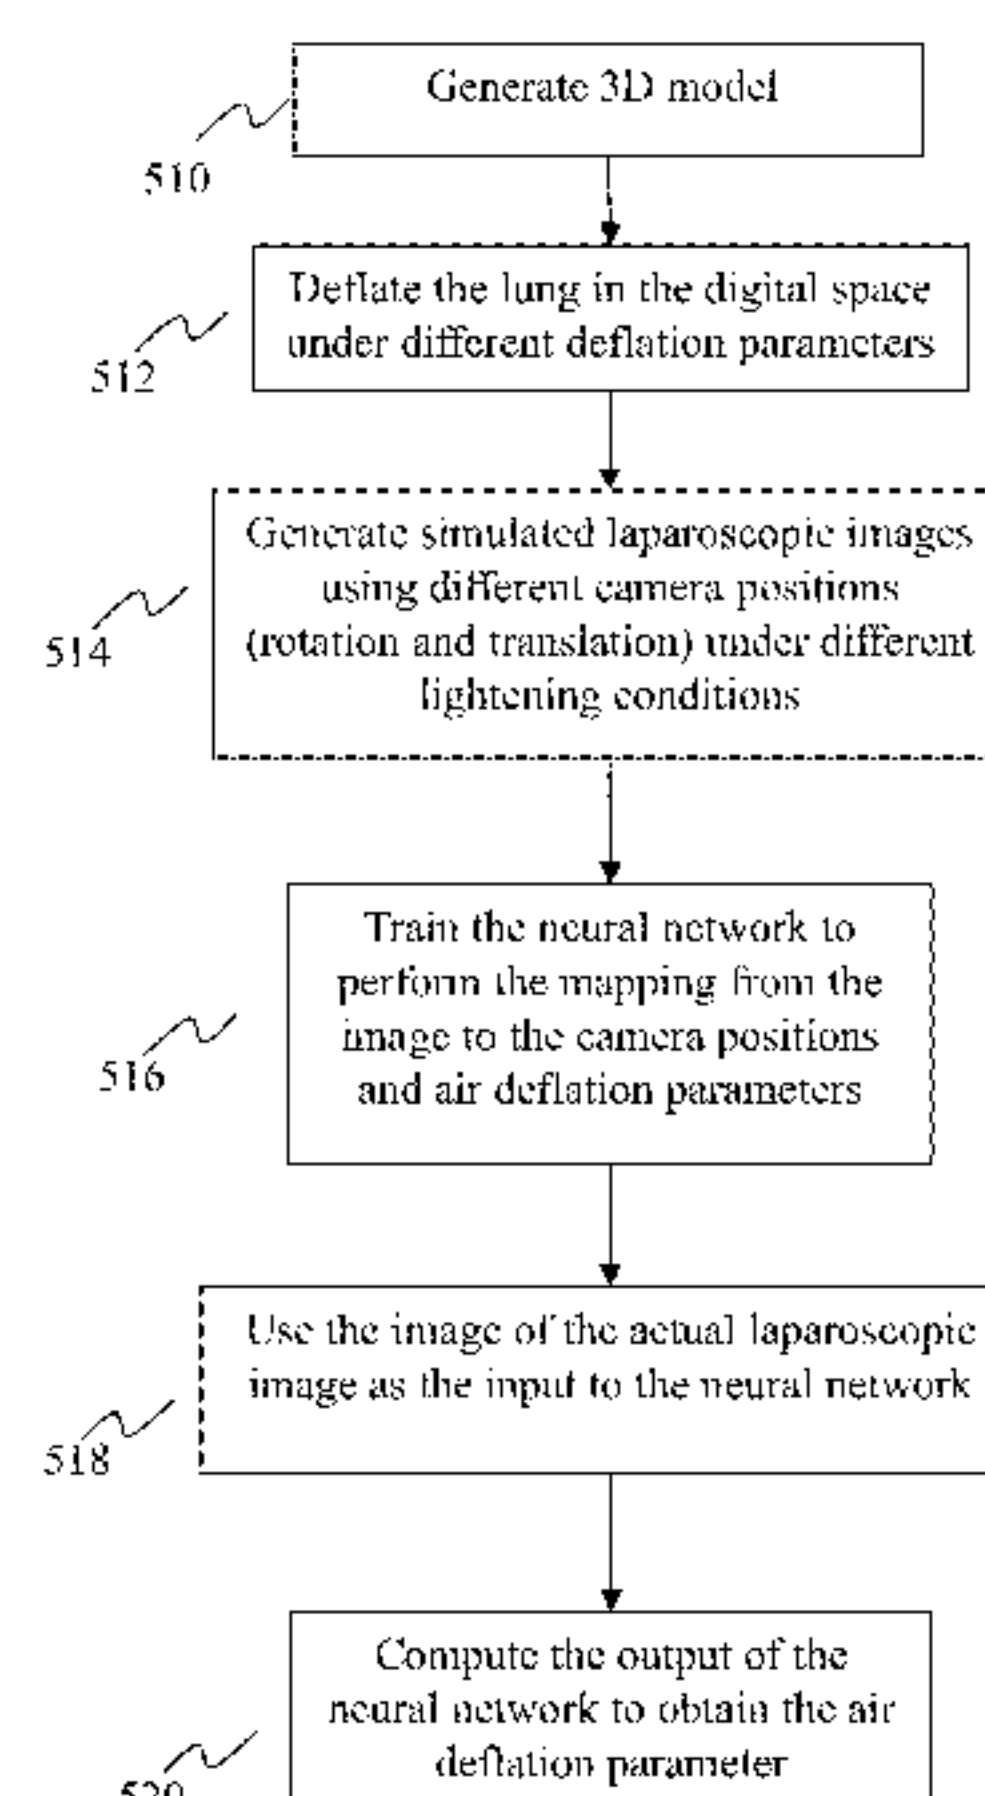 Generate 3D model
510
Deflate the lung in the digital space
under different deflation parameters
512
Generate simulated laparoscopic images
using different camera positions
(rotation and translation) under different
lightening conditions
514
Train the neural network to
perform the mapping from the
image to the camera positions
and air deflation parameters
516
Use the image of the actual laparoscopic
image as the input to the neural network
518
Compute the output of the
neural network to obtain the air
deflation parameter
520